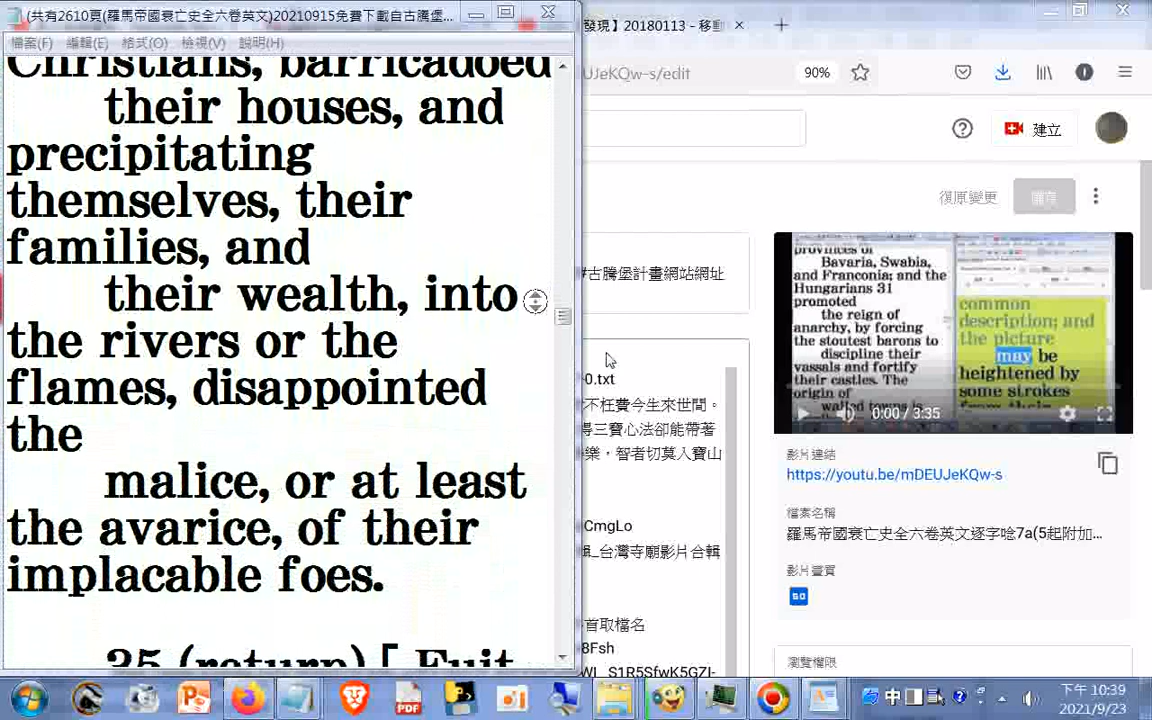 (共有2610頁(羅馬帝國衰亡史全六卷英文)20210915免費下載自古騰堡...
檔案(F) 編輯(E) 格式(O) 檢視(V) 說明(H)
Christians, barricadoed
their houses, and
precipitating
themselves, their
families, and
their wealth, into
the rivers or the
flames, disappointed
the
malice, or at least
the avarice, of their
implacable foes.
35 (return) [ Fuit
發現】20180113 - 移動
UJeKQw-s/edit
90%
建立
復原變更
儲存
#古騰堡計畫網站網址
0.txt
不枉費今生來世間。
得三寶心法卻能帶著
樂，智者切莫入寶山
CmgLo
輯_台灣寺廟影片合輯
首取檔名
8Fsh
WI_S1R5SfwK5GZI-
provinces of
Bavaria, Swabia,
and Franconia; and the
Hungarians 31
promoted
the reign of
anarchy, by forcing
the stoutest barons to
discipline their
vassals and fortify
their castles. The
origin of
walled towns is
common
description; and
the picture
may be
heightened by
some strokes
0:00 / 3:35
影片連結
https://youtu.be/mDEUJeKQw-s
檔案名稱
羅馬帝國衰亡史全六卷英文逐字唸7a(5起附加...
影片畫質
瀏覽權限
中
下午 10:39
2021/9/23